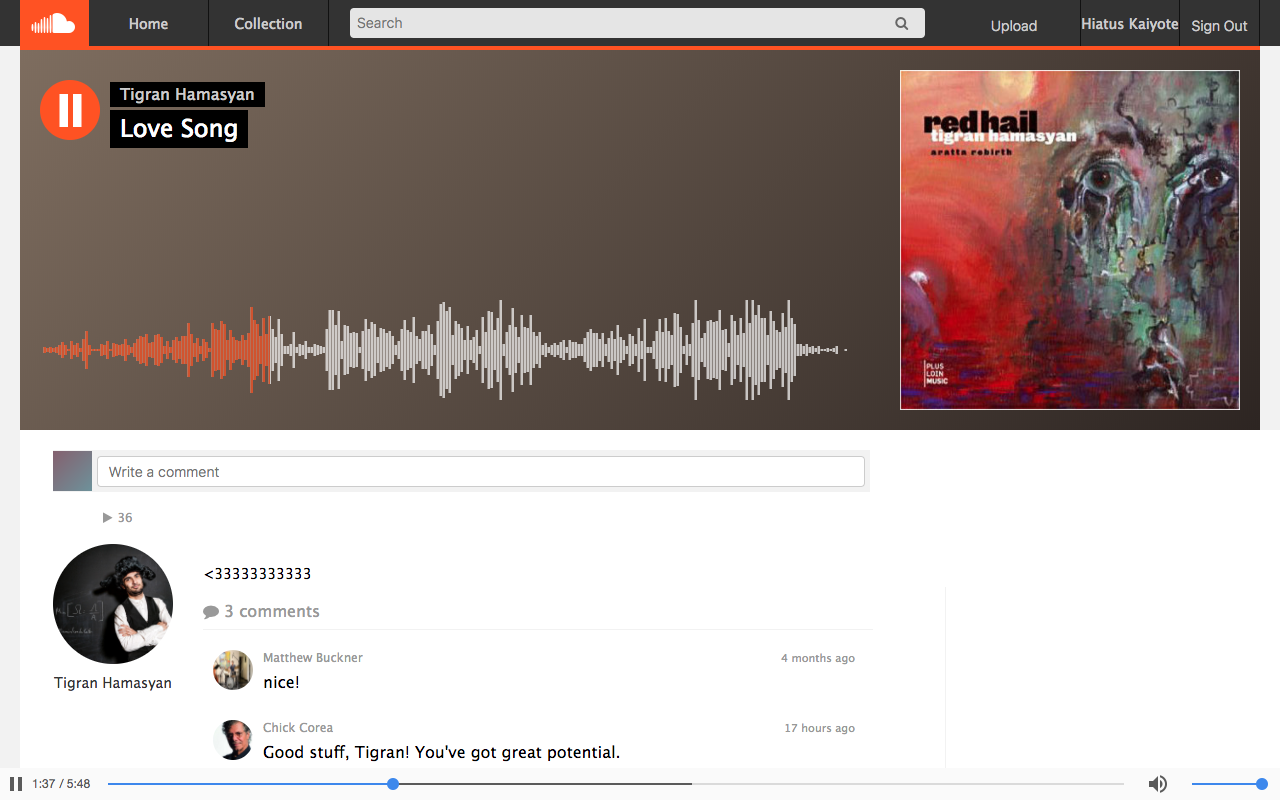 Home
Collection
Search
Upload
Hiatus Kaiyote
Sign Out
Tigran Hamasyan
Love Song
redhail
tigran hamasyan
aratta rebirth
PLUS
LOIN
MUSIC
Write a comment
36
<33333333333
3 comments
Tigran Hamasyan
Matthew Buckner
4 months ago
nice!
Chick Corea
17 hours ago
Good stuff, Tigran! You've got great potential.
1:37 / 5:48